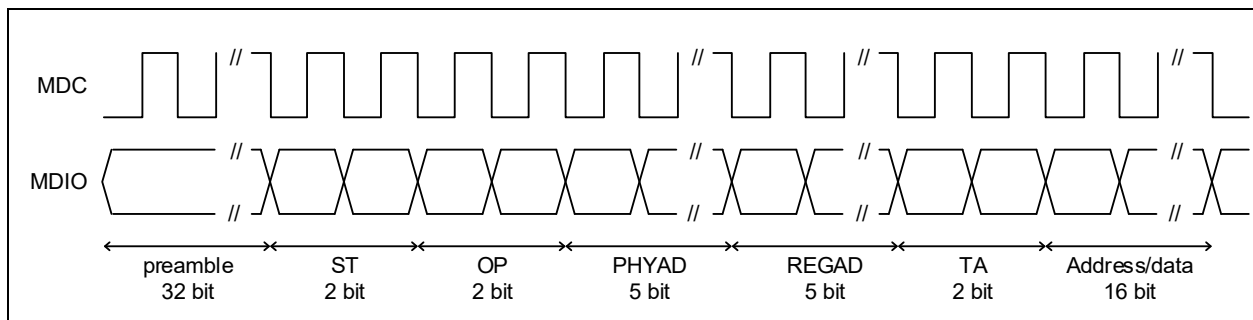 MDC
// // // //
MDIO
// // // //
// // // //
preamble ST OP PHYAD REGAD TA Address/data
32 bit 2 bit 2 bit 5 bit 5 bit 2 bit 16 bit